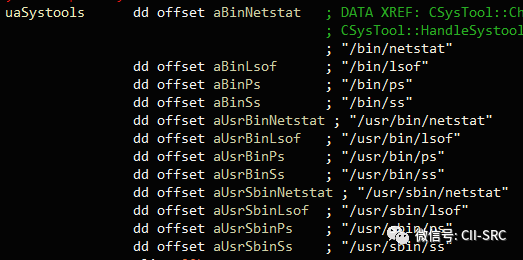 uaSystools dd offset aBinNetstat ; DATA XREF: CSysTool::Ch
; CSysTool::HandleSystool
; "/bin/netstat"
dd offset aBinLsof ; "/bin/lsof"
dd offset aBinPs ; "/bin/ps"
dd offset aBinSs ; "/bin/ss"
dd offset aUsrBinNetstat ; "/usr/bin/netstat"
dd offset aUsrBinLsof ; "/usr/bin/lsof"
dd offset aUsrBinPs ; "/usr/bin/ps"
dd offset aUsrBinSs ; "/usr/bin/ss"
dd offset aUsrSbinNetstat ; "/usr/sbin/netstat"
dd offset aUsrSbinLsof ; "/usr/sbin/lsof"
dd offset aUsrSbinPs ; "/usr/sbin/ps"
dd offset aUsrSbinSs ; "/usr/sbin/ss"
微信号: CII-SRC